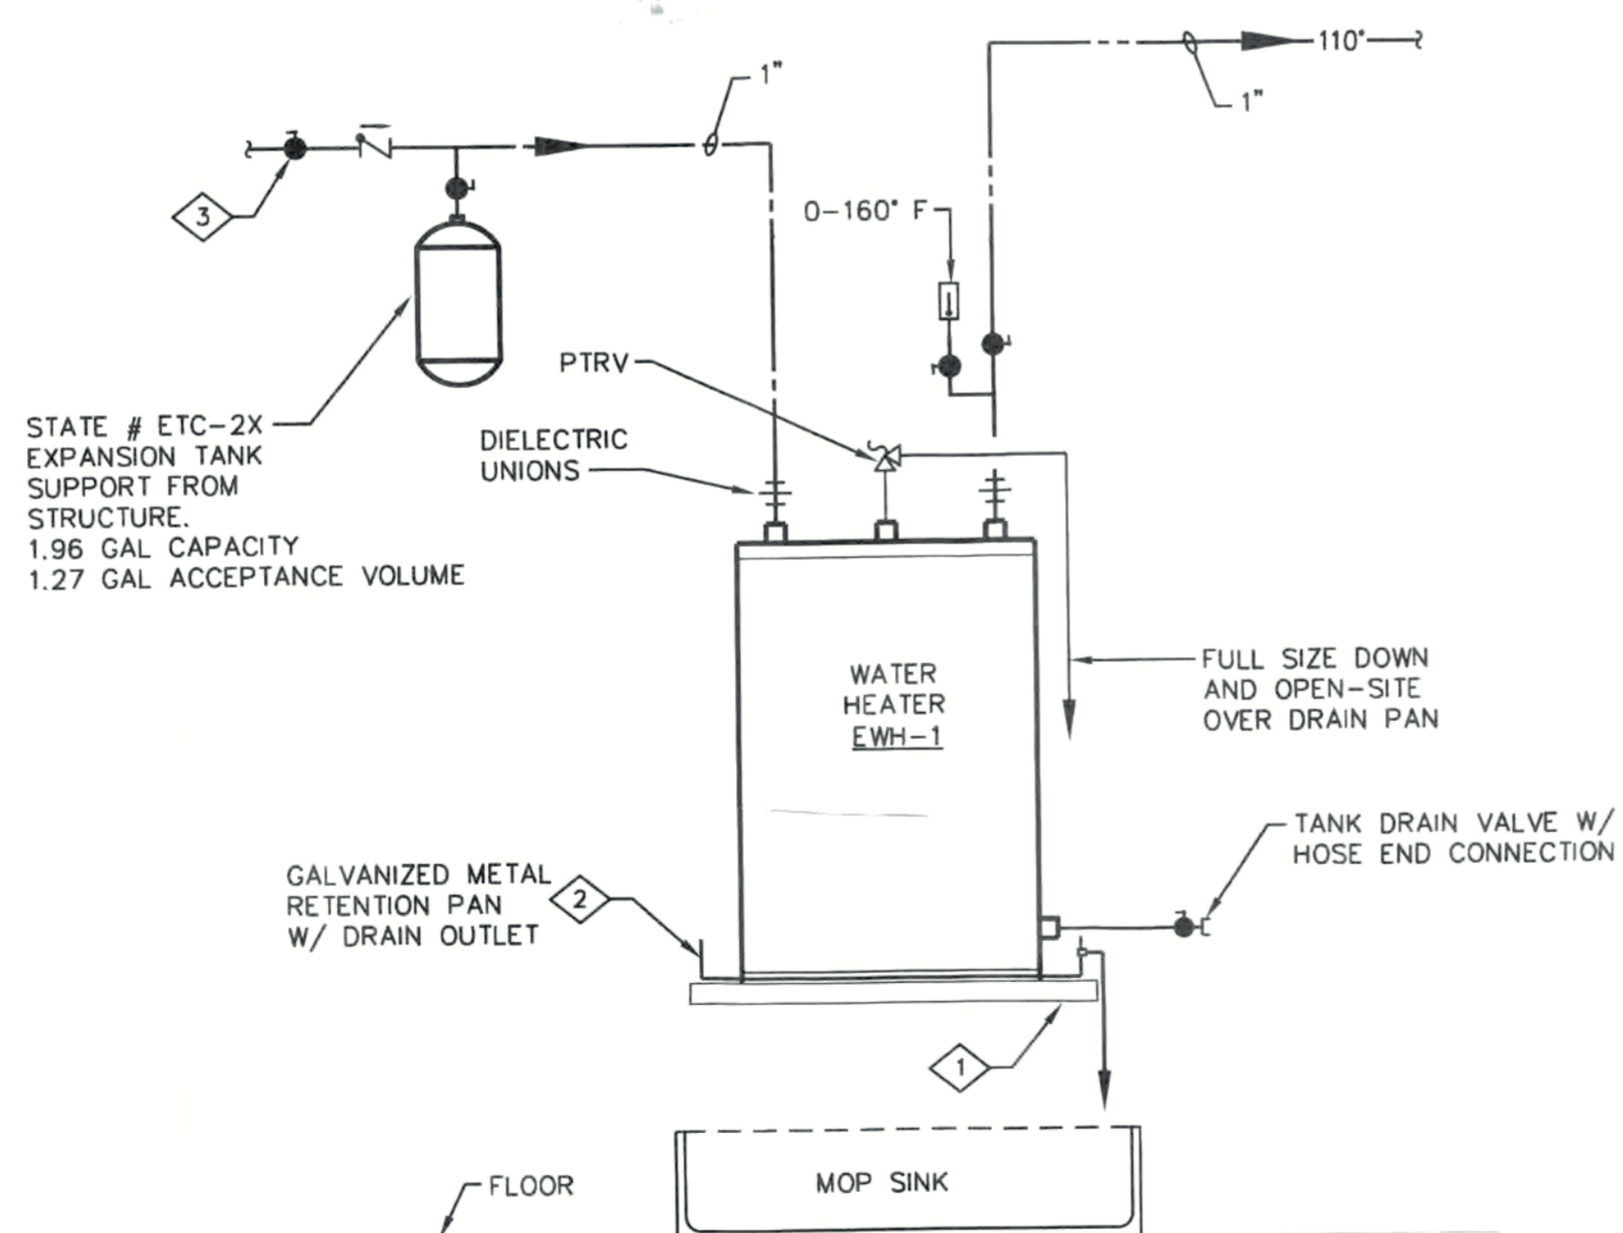 1"
110°
1"
3
0-160° F
PTRV
STATE # ETC-2X
EXPANSION TANK
SUPPORT FROM
STRUCTURE.
1.96 GAL CAPACITY
1.27 GAL ACCEPTANCE VOLUME
DIELECTRIC
UNIONS
WATER
HEATER
EWH-1
FULL SIZE DOWN
AND OPEN-SITE
OVER DRAIN PAN
TANK DRAIN VALVE W/
HOSE END CONNECTION
GALVANIZED METAL
RETENTION PAN
W/ DRAIN OUTLET
2
1
MOP SINK
FLOOR